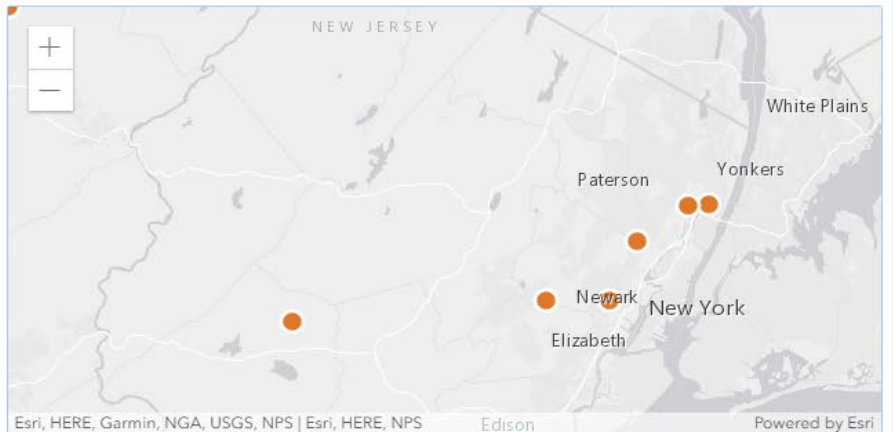 NEW JERSEY
+
−
White Plains
Paterson
Yonkers
Newark
New York
Elizabeth
Edison
Esri, HERE, Garmin, NGA, USGS, NPS | Esri, HERE, NPS
Powered by Esri